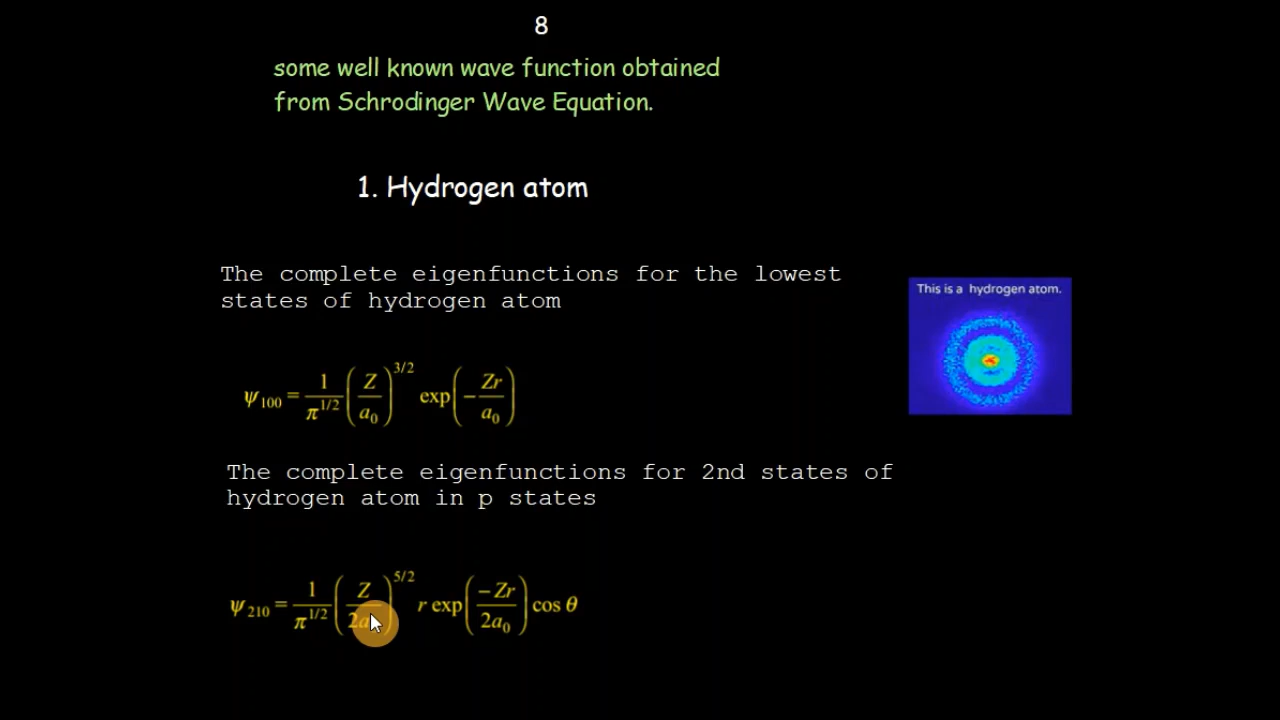 8
some well known wave function obtained
from Schrodinger Wave Equation.
1. Hydrogen atom
The complete eigenfunctions for the lowest
states of hydrogen atom
This is a hydrogen atom.
ψ₁₀₀ = 1/π^{1/2} (Z/a₀)^{3/2} exp(−Zr/a₀)
The complete eigenfunctions for 2nd states of
hydrogen atom in p states
ψ₂₁₀ = 1/π^{1/2} (Z/2a₀)^{5/2} r exp(−Zr/2a₀) cos θ